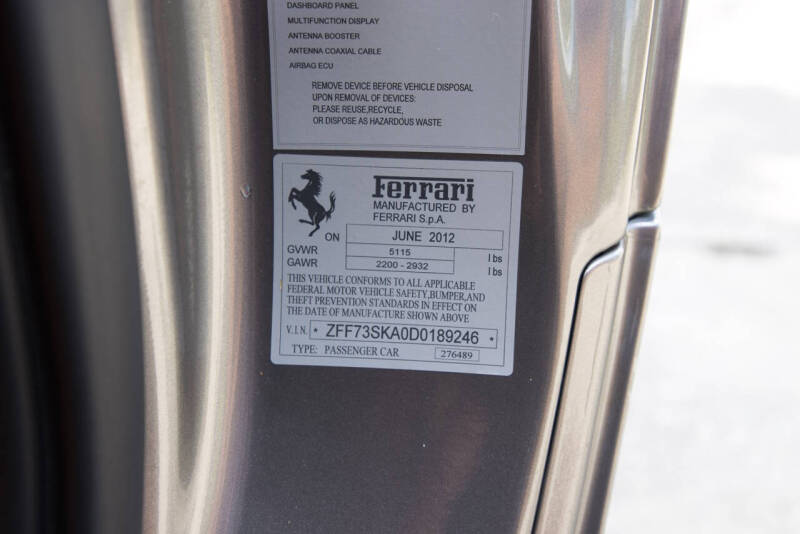 DASHBOARD PANEL
MULTIFUNCTION DISPLAY
ANTENNA BOOSTER
ANTENNA COAXIAL CABLE
AIRBAG ECU
REMOVE DEVICE BEFORE VEHICLE DISPOSAL
UPON REMOVAL OF DEVICES:
PLEASE REUSE,RECYCLE,
OR DISPOSE AS HAZARDOUS WASTE
Ferrari
MANUFACTURED BY
FERRARI S.p.A.
ON JUNE 2012
GVWR 5115 lbs
GAWR 2200 - 2932 lbs
THIS VEHICLE CONFORMS TO ALL APPLICABLE
FEDERAL MOTOR VEHICLE SAFETY,BUMPER,AND
THEFT PREVENTION STANDARDS IN EFFECT ON
THE DATE OF MANUFACTURE SHOWN ABOVE
V.I.N. * ZFF73SKA0D0189246 *
TYPE: PASSENGER CAR 276489